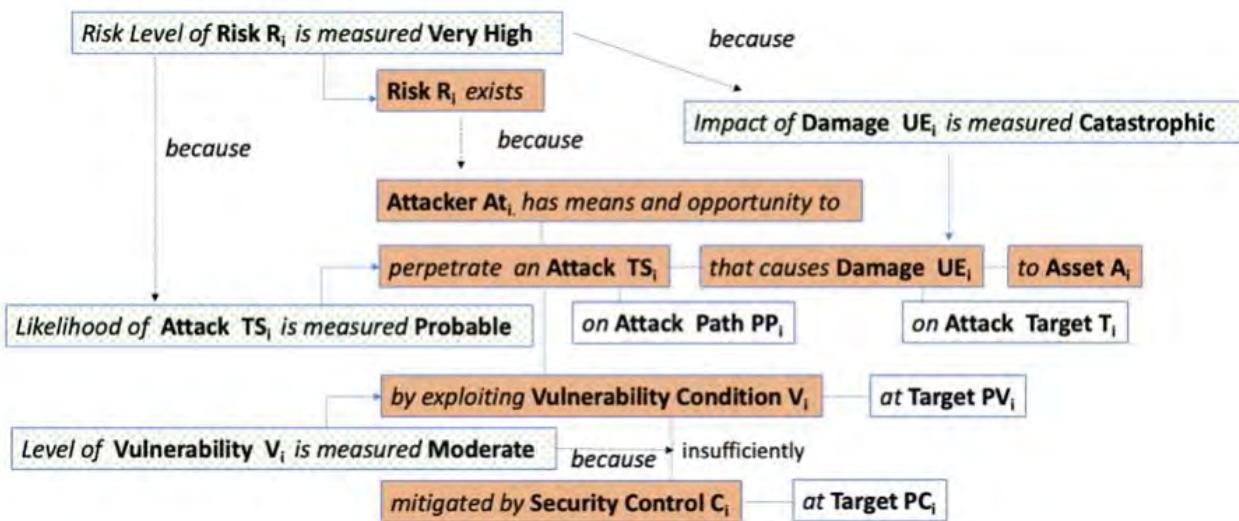 Risk Level of Risk Ri is measured Very High
because
Risk Ri exists
Impact of Damage UEi is measured Catastrophic
because
because
Attacker Ati. has means and opportunity to
perpetrate an Attack TSi
that causes Damage UEi
to Asset Ai
Likelihood of Attack TSi is measured Probable
on Attack Path PPi
on Attack Target Ti
by exploiting Vulnerability Condition Vi
at Target PVi
Level of Vulnerability Vi is measured Moderate
because
insufficiently
mitigated by Security Control Ci
at Target PCi